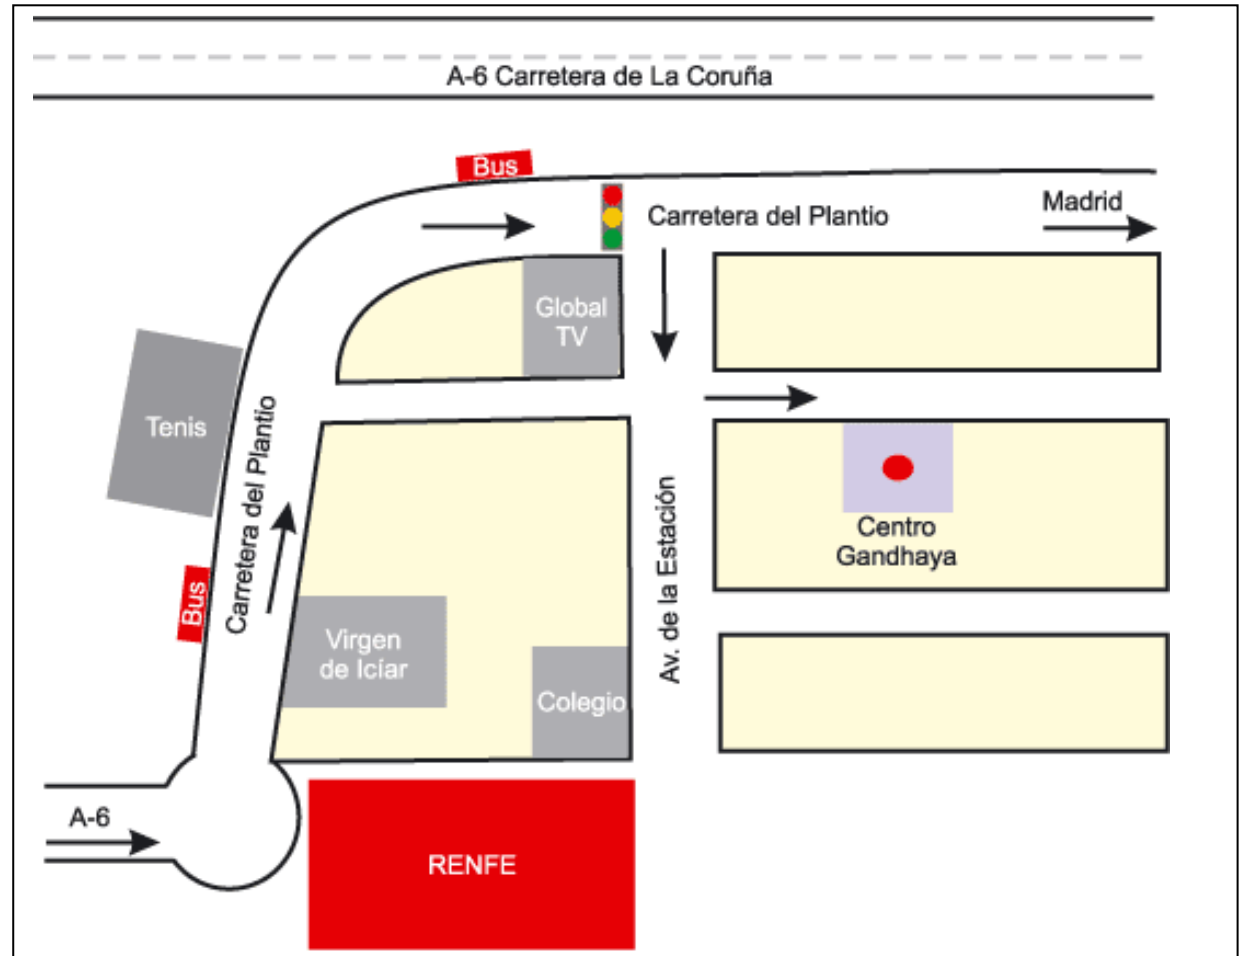 A-6 Carretera de La Coruña
Bus
Carretera del Plantio
Madrid
Global
TV
Tenis
Carretera del Plantio
Centro
Gandhaya
Av. de la Estación
Bus
Virgen
de Icíar
Colegio
A-6
RENFE